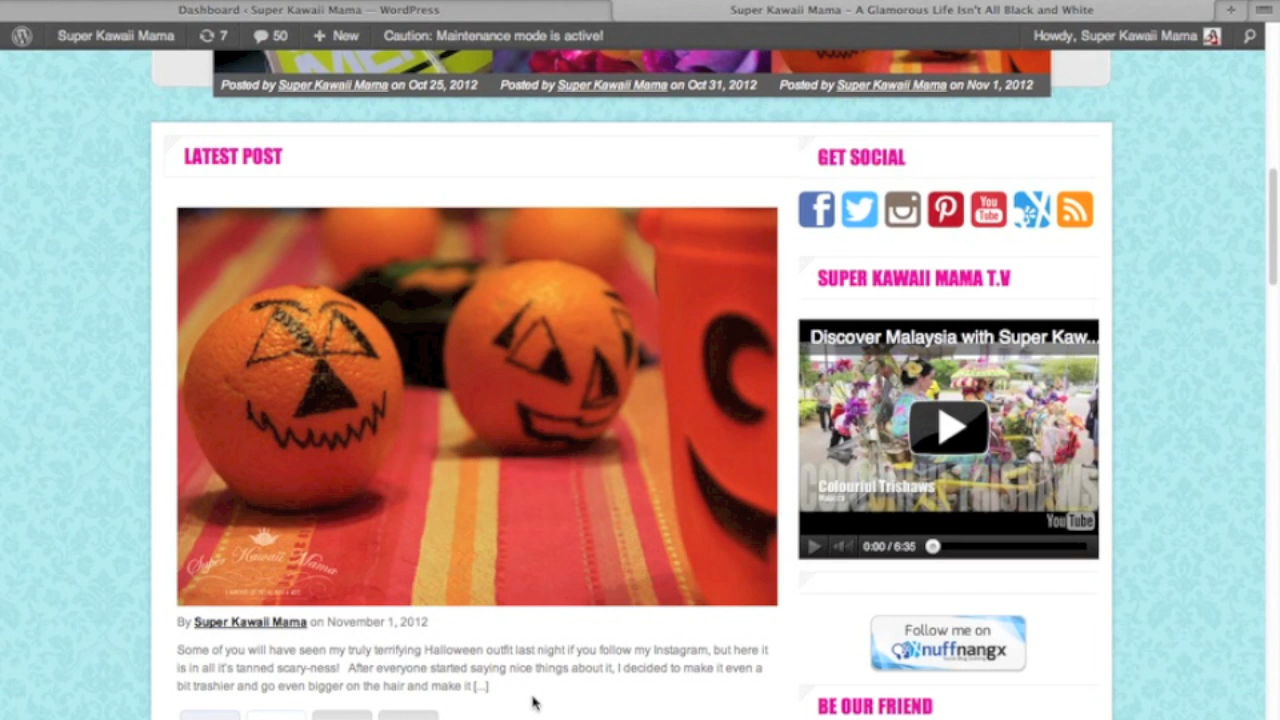 Dashboard ‹ Super Kawaii Mama — WordPress
Super Kawaii Mama – A Glamorous Life Isn't All Black and White
Super Kawaii Mama 7 50 New Caution: Maintenance mode is active! Howdy, Super Kawaii Mama
Posted by Super Kawaii Mama on Oct 25, 2012
Posted by Super Kawaii Mama on Oct 31, 2012
Posted by Super Kawaii Mama on Nov 1, 2012
LATEST POST
Super Kawaii Mama
By Super Kawaii Mama on November 1, 2012
Some of you will have seen my truly terrifying Halloween outfit last night if you follow my Instagram, but here it
is in all it's tanned scary-ness! After everyone started saying nice things about it, I decided to make it even a
bit trashier and go even bigger on the hair and make it [...]
GET SOCIAL
You
Tube
SUPER KAWAII MAMA T.V
Discover Malaysia with Super Kaw...
Colourful Trishaws
YouTube
0:00 / 6:35
Follow me on
nuffnangx
BE OUR FRIEND